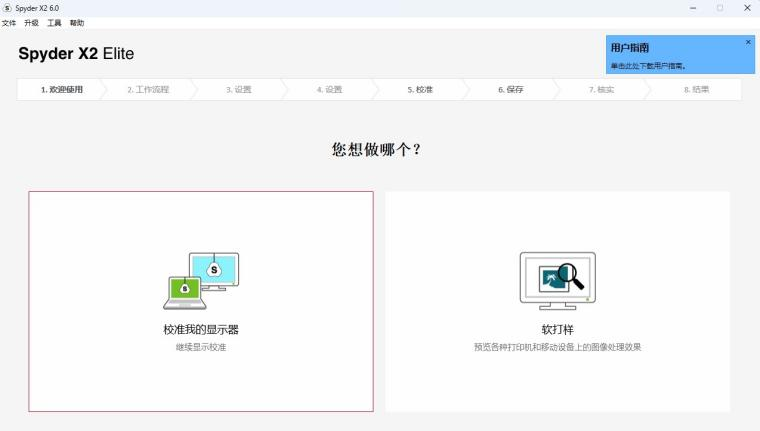 Spyder X2 6.0
文件 升级 工具 帮助
Spyder X2 Elite
用户指南
单击此处下载用户指南。
1. 欢迎使用 2. 工作流程 3. 设置 4. 设置 5. 校准 6. 保存 7. 核实 8. 结果
您想做哪个？
S
S
校准我的显示器
继续显示校准
软打样
预览各种打印机和移动设备上的图像处理效果